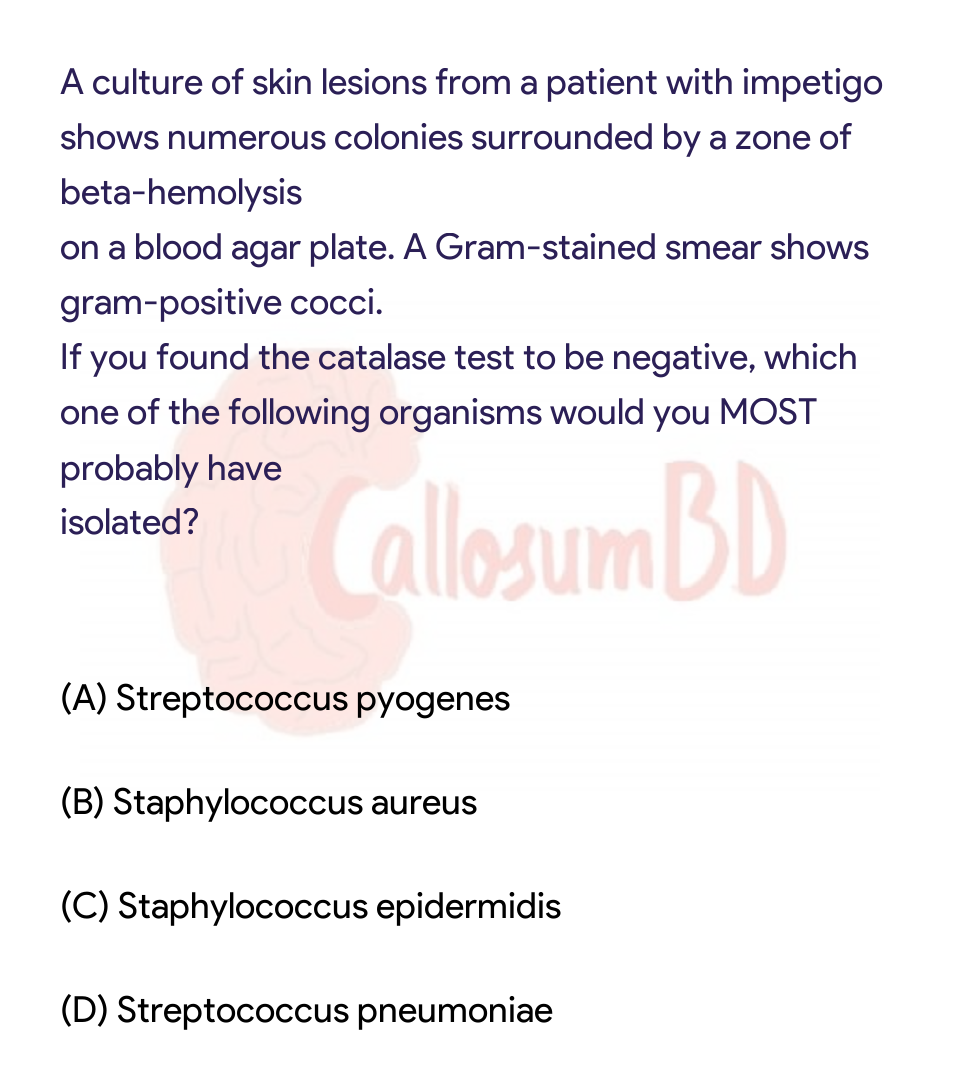 A culture of skin lesions from a patient with impetigo
shows numerous colonies surrounded by a zone of
beta-hemolysis
on a blood agar plate. A Gram-stained smear shows
gram-positive cocci.
If you found the catalase test to be negative, which
one of the following organisms would you MOST
probably have
isolated?
CallosumBD
(A) Streptococcus pyogenes
(B) Staphylococcus aureus
(C) Staphylococcus epidermidis
(D) Streptococcus pneumoniae